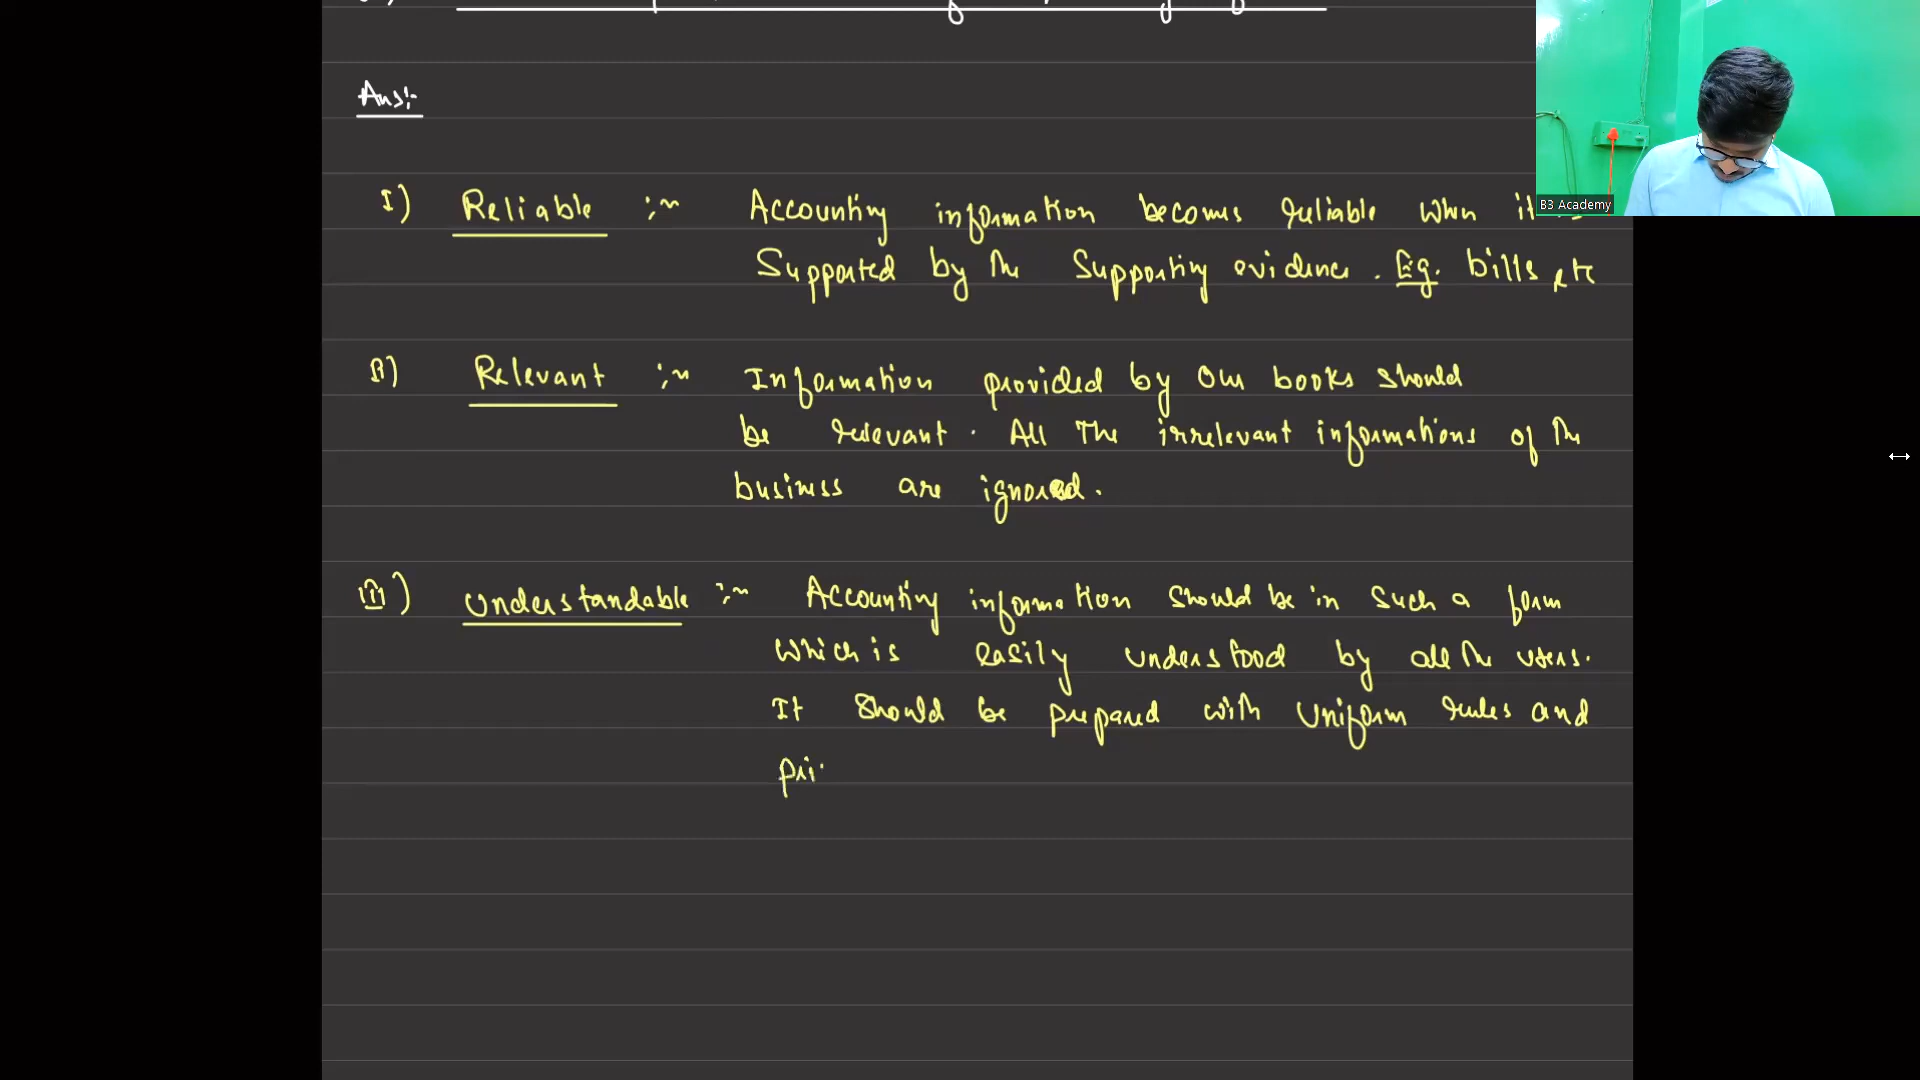 Ans:-
I) Reliable :- Accounting information becomes reliable when it
Supported by the Supporting evidence. Eg. bills, etc
II) Relevant :- Information provided by our books should
be relevant. All the irrelevant informations of the
business are ignored.
III) Understandable :- Accounting information should be in such a form
which is easily understood by all the users.
It should be prepared with uniform rules and
pri
B3 Academy